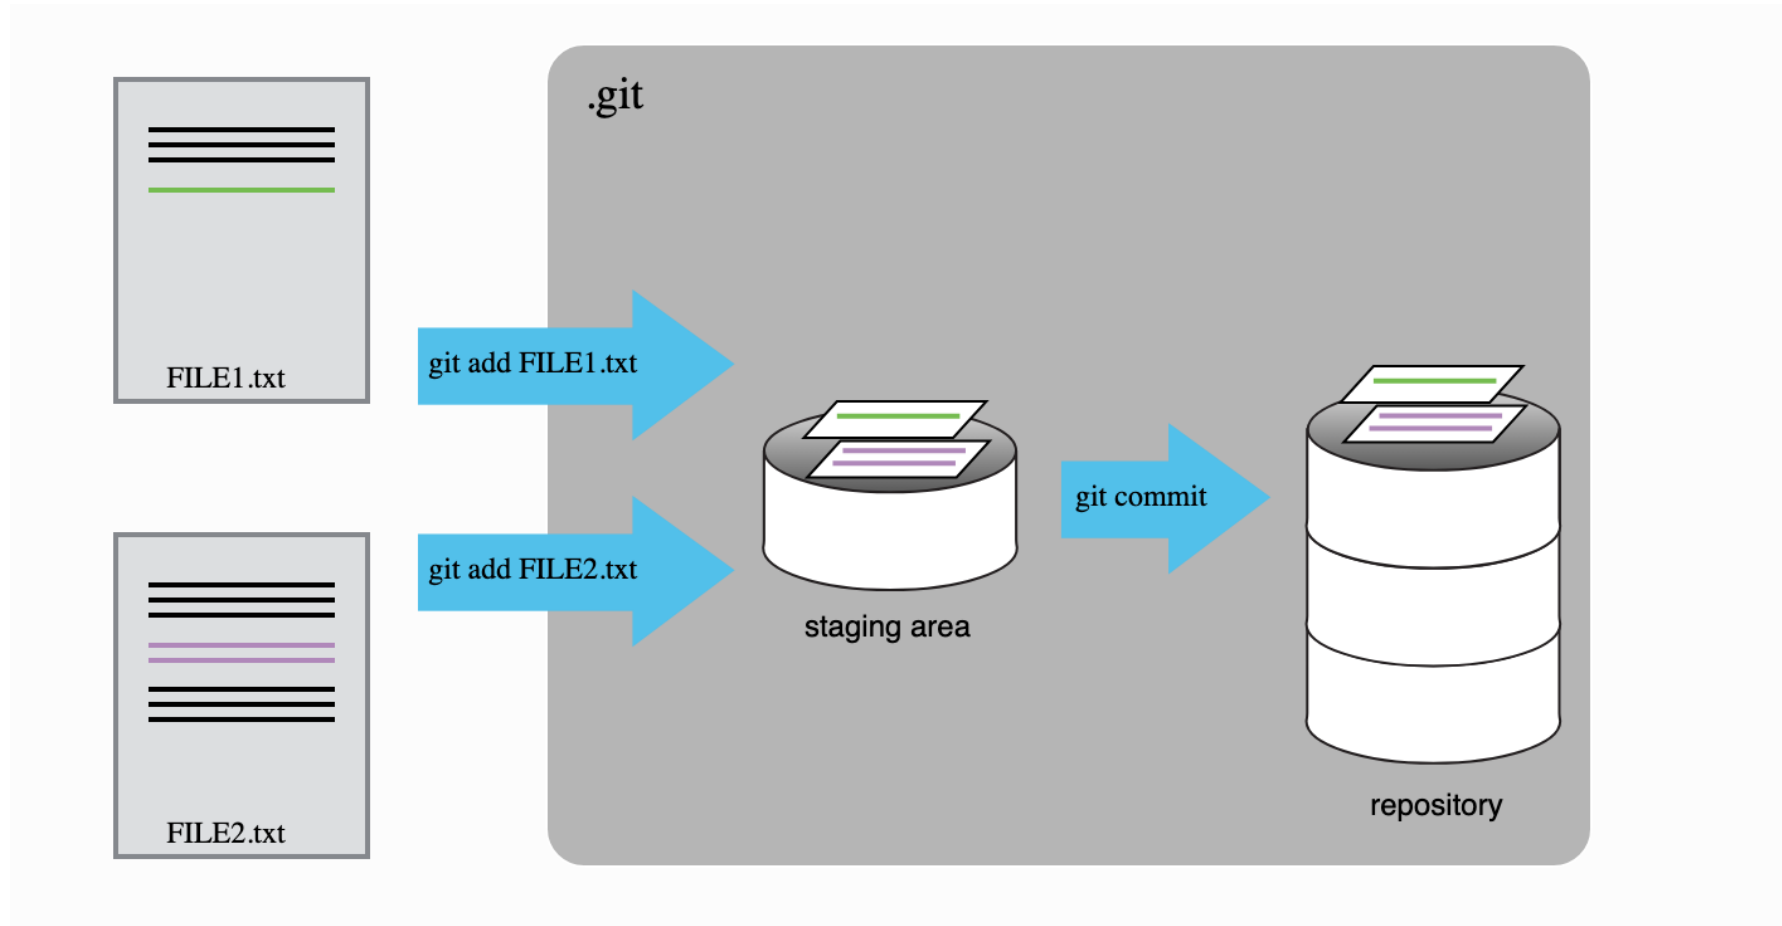 .git
FILE1.txt
git add FILE1.txt
git add FILE2.txt
git commit
staging area
repository
FILE2.txt